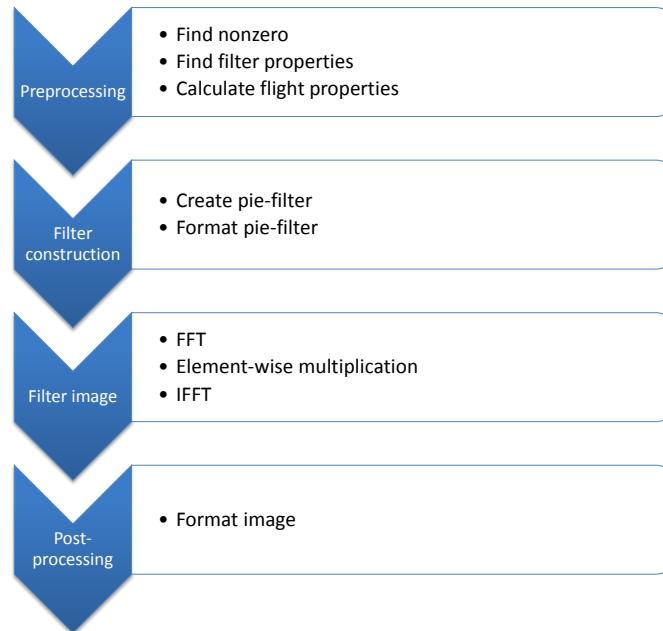 Preprocessing
• Find nonzero
• Find filter properties
• Calculate flight properties
Filter
construction
• Create pie-filter
• Format pie-filter
Filter image
• FFT
• Element-wise multiplication
• IFFT
Post-
processing
• Format image